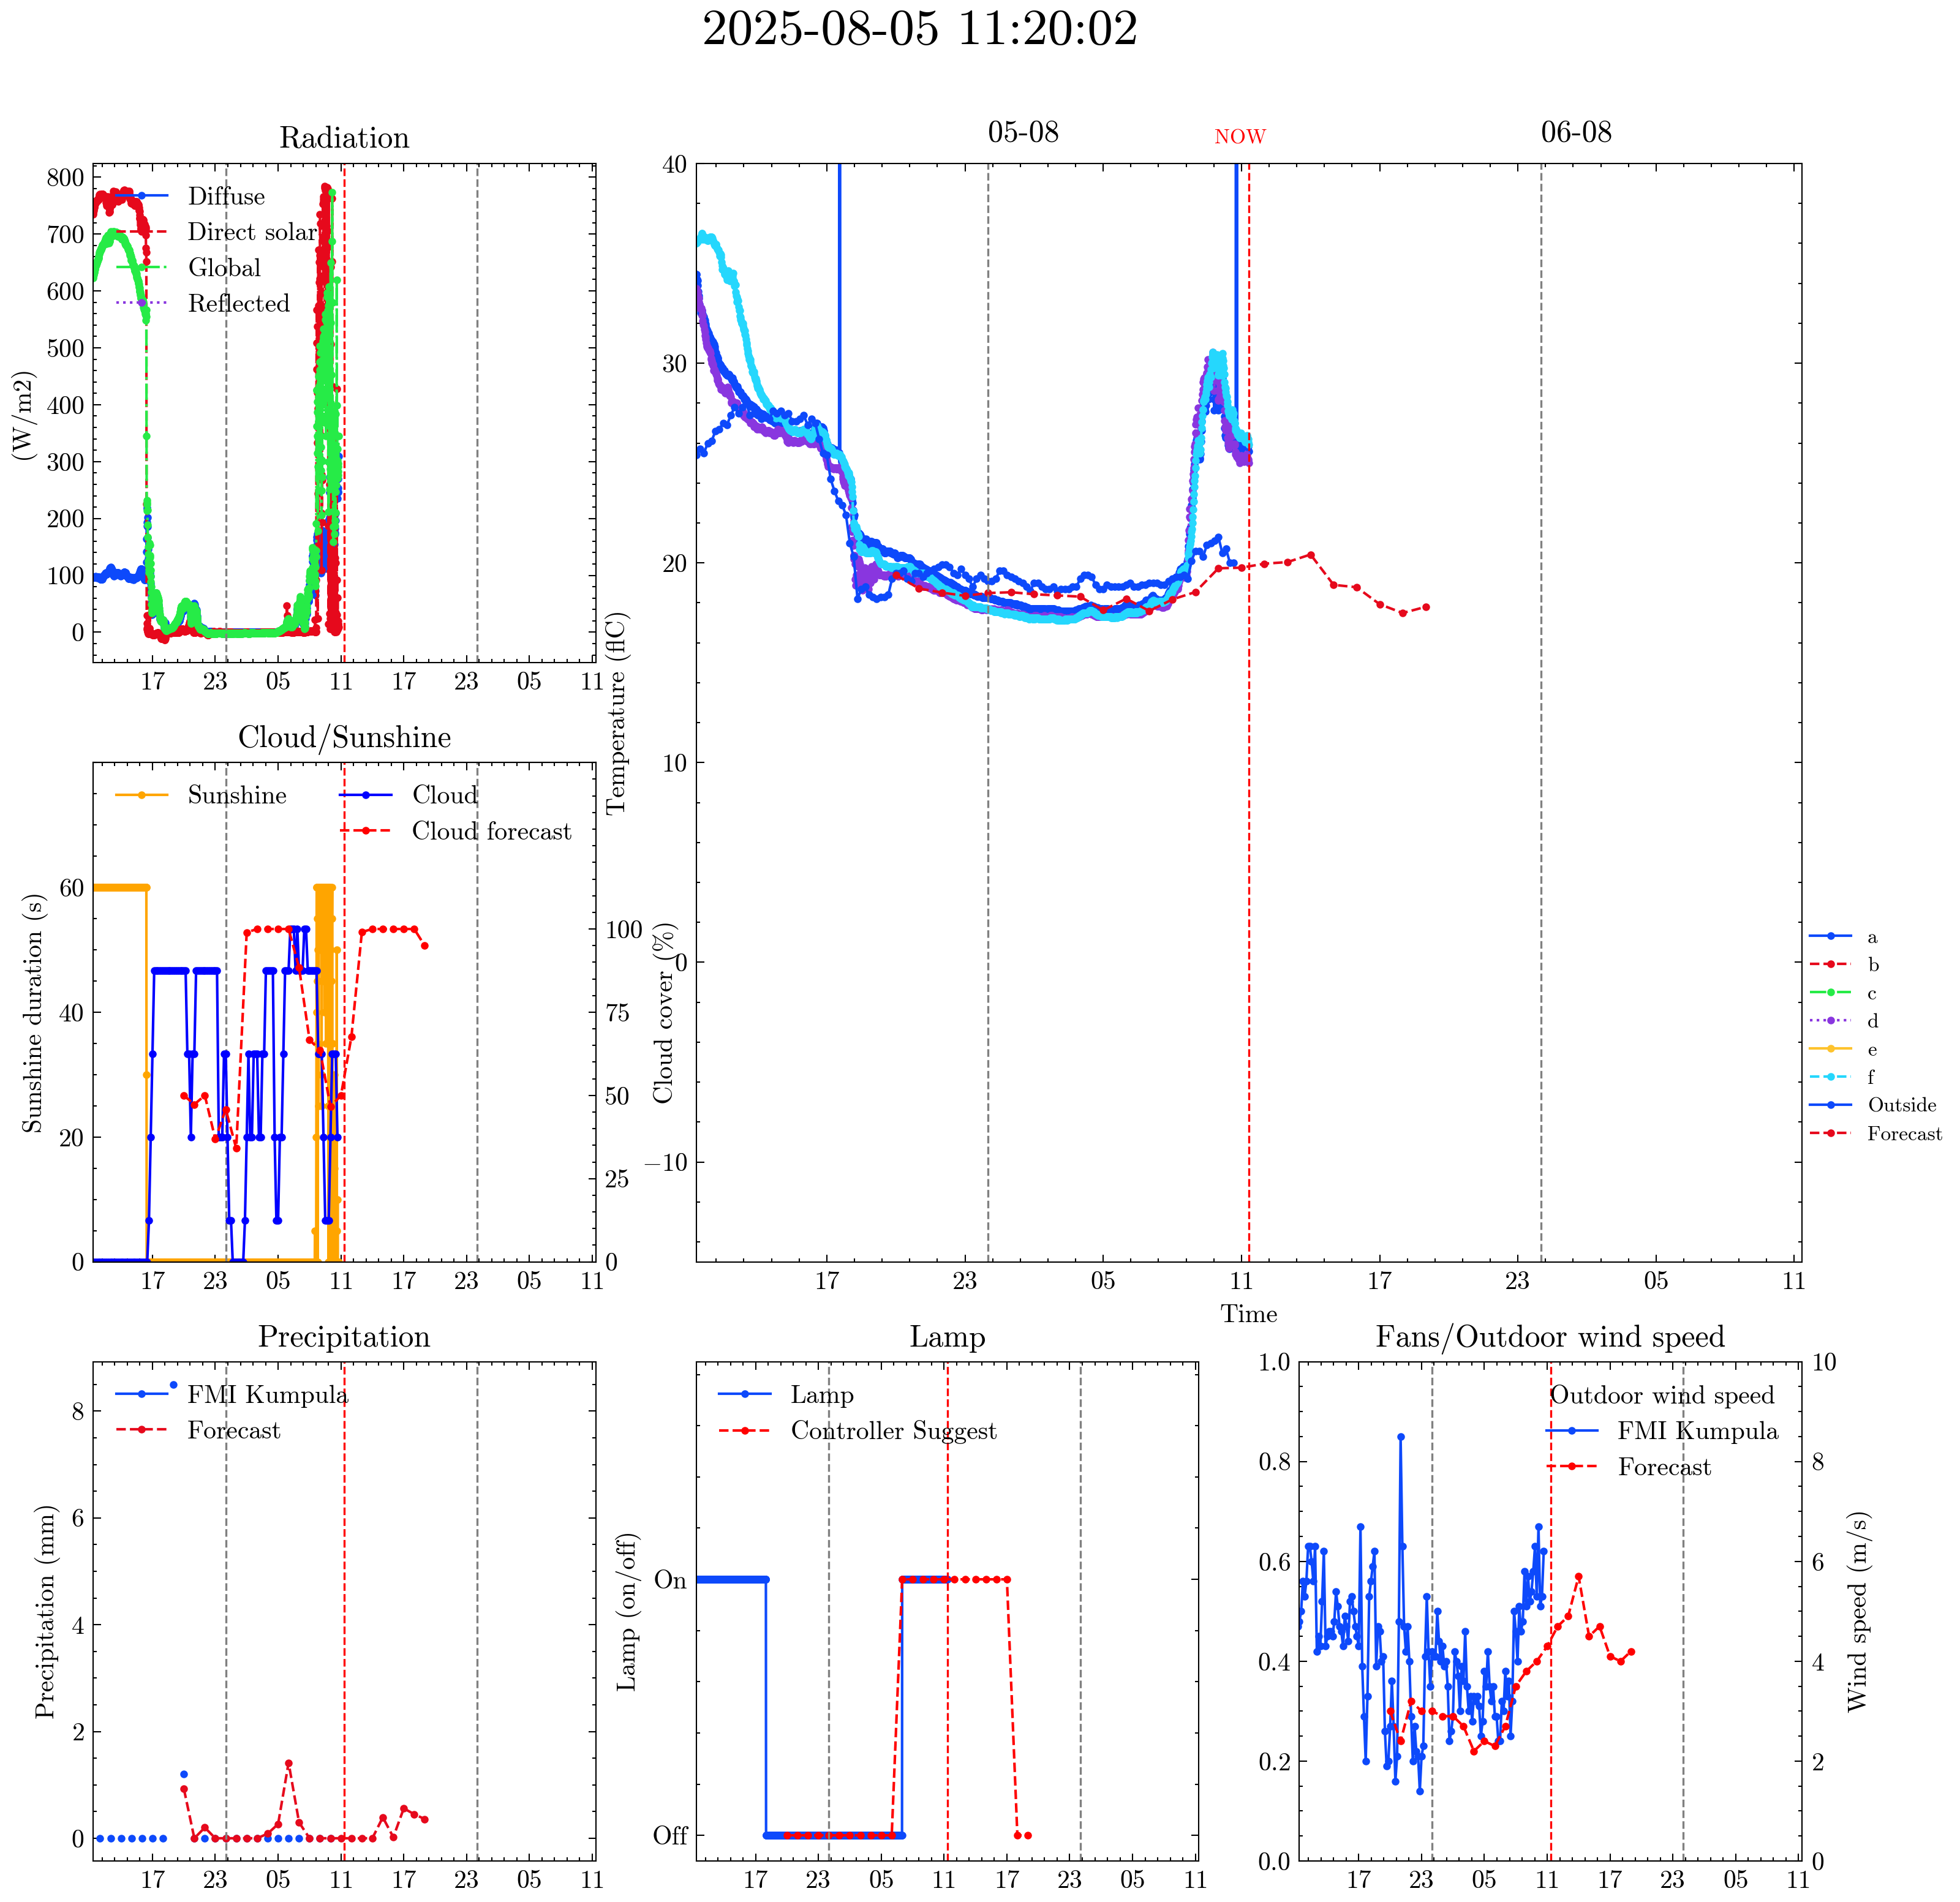 2025-08-05 11:20:02
Radiation
800
700
600
500
400
300
200
100
0
(W/m2)
Diffuse
Direct solar
Global
Reflected
17 23 05 11 17 23 05 11
05-08 NOW 06-08
40
30
20
10
0
−10
Temperature (flC)
17 23 05 11 17 23 05 11
Time
a
b
c
d
e
f
Outside
Forecast
Cloud/Sunshine
Sunshine Cloud
Cloud forecast
60
40
20
0
Sunshine duration (s)
100
75
50
25
0
Cloud cover (%)
17 23 05 11 17 23 05 11
Precipitation
FMI Kumpula
Forecast
8
6
4
2
0
Precipitation (mm)
17 23 05 11 17 23 05 11
Lamp
Lamp
Controller Suggest
On
Off
Lamp (on/off)
17 23 05 11 17 23 05 11
Fans/Outdoor wind speed
Outdoor wind speed
FMI Kumpula
Forecast
1.0
0.8
0.6
0.4
0.2
0.0
10
8
6
4
2
0
Wind speed (m/s)
17 23 05 11 17 23 05 11